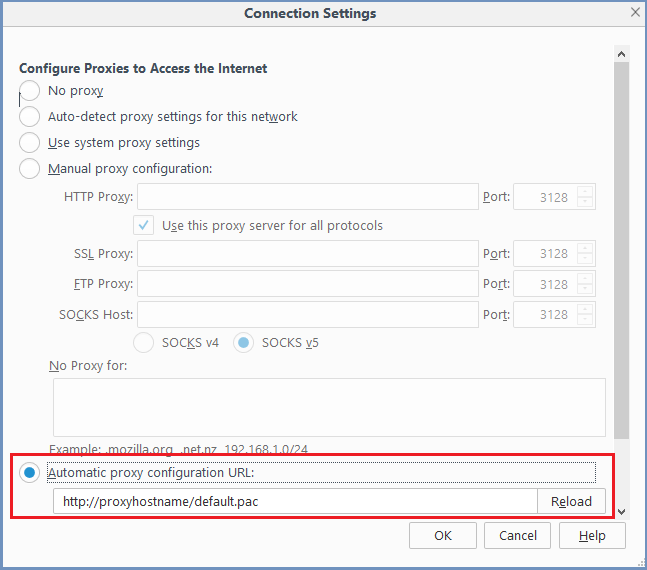 Connection Settings
Configure Proxies to Access the Internet
No proxy
Auto-detect proxy settings for this network
Use system proxy settings
Manual proxy configuration:
HTTP Proxy: Port: 3128
Use this proxy server for all protocols
SSL Proxy: Port: 3128
FTP Proxy: Port: 3128
SOCKS Host: Port: 3128
SOCKS v4 SOCKS v5
No Proxy for:
Example: .mozilla.org .net.nz 192.168.1.0/24
Automatic proxy configuration URL:
http://proxyhostname/default.pac Reload
OK Cancel Help